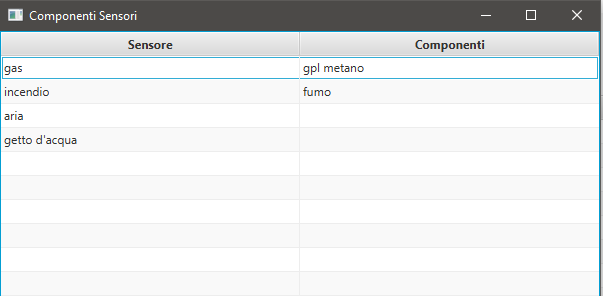 Componenti Sensori
Sensore Componenti
gas gpl metano
incendio fumo
aria
getto d'acqua